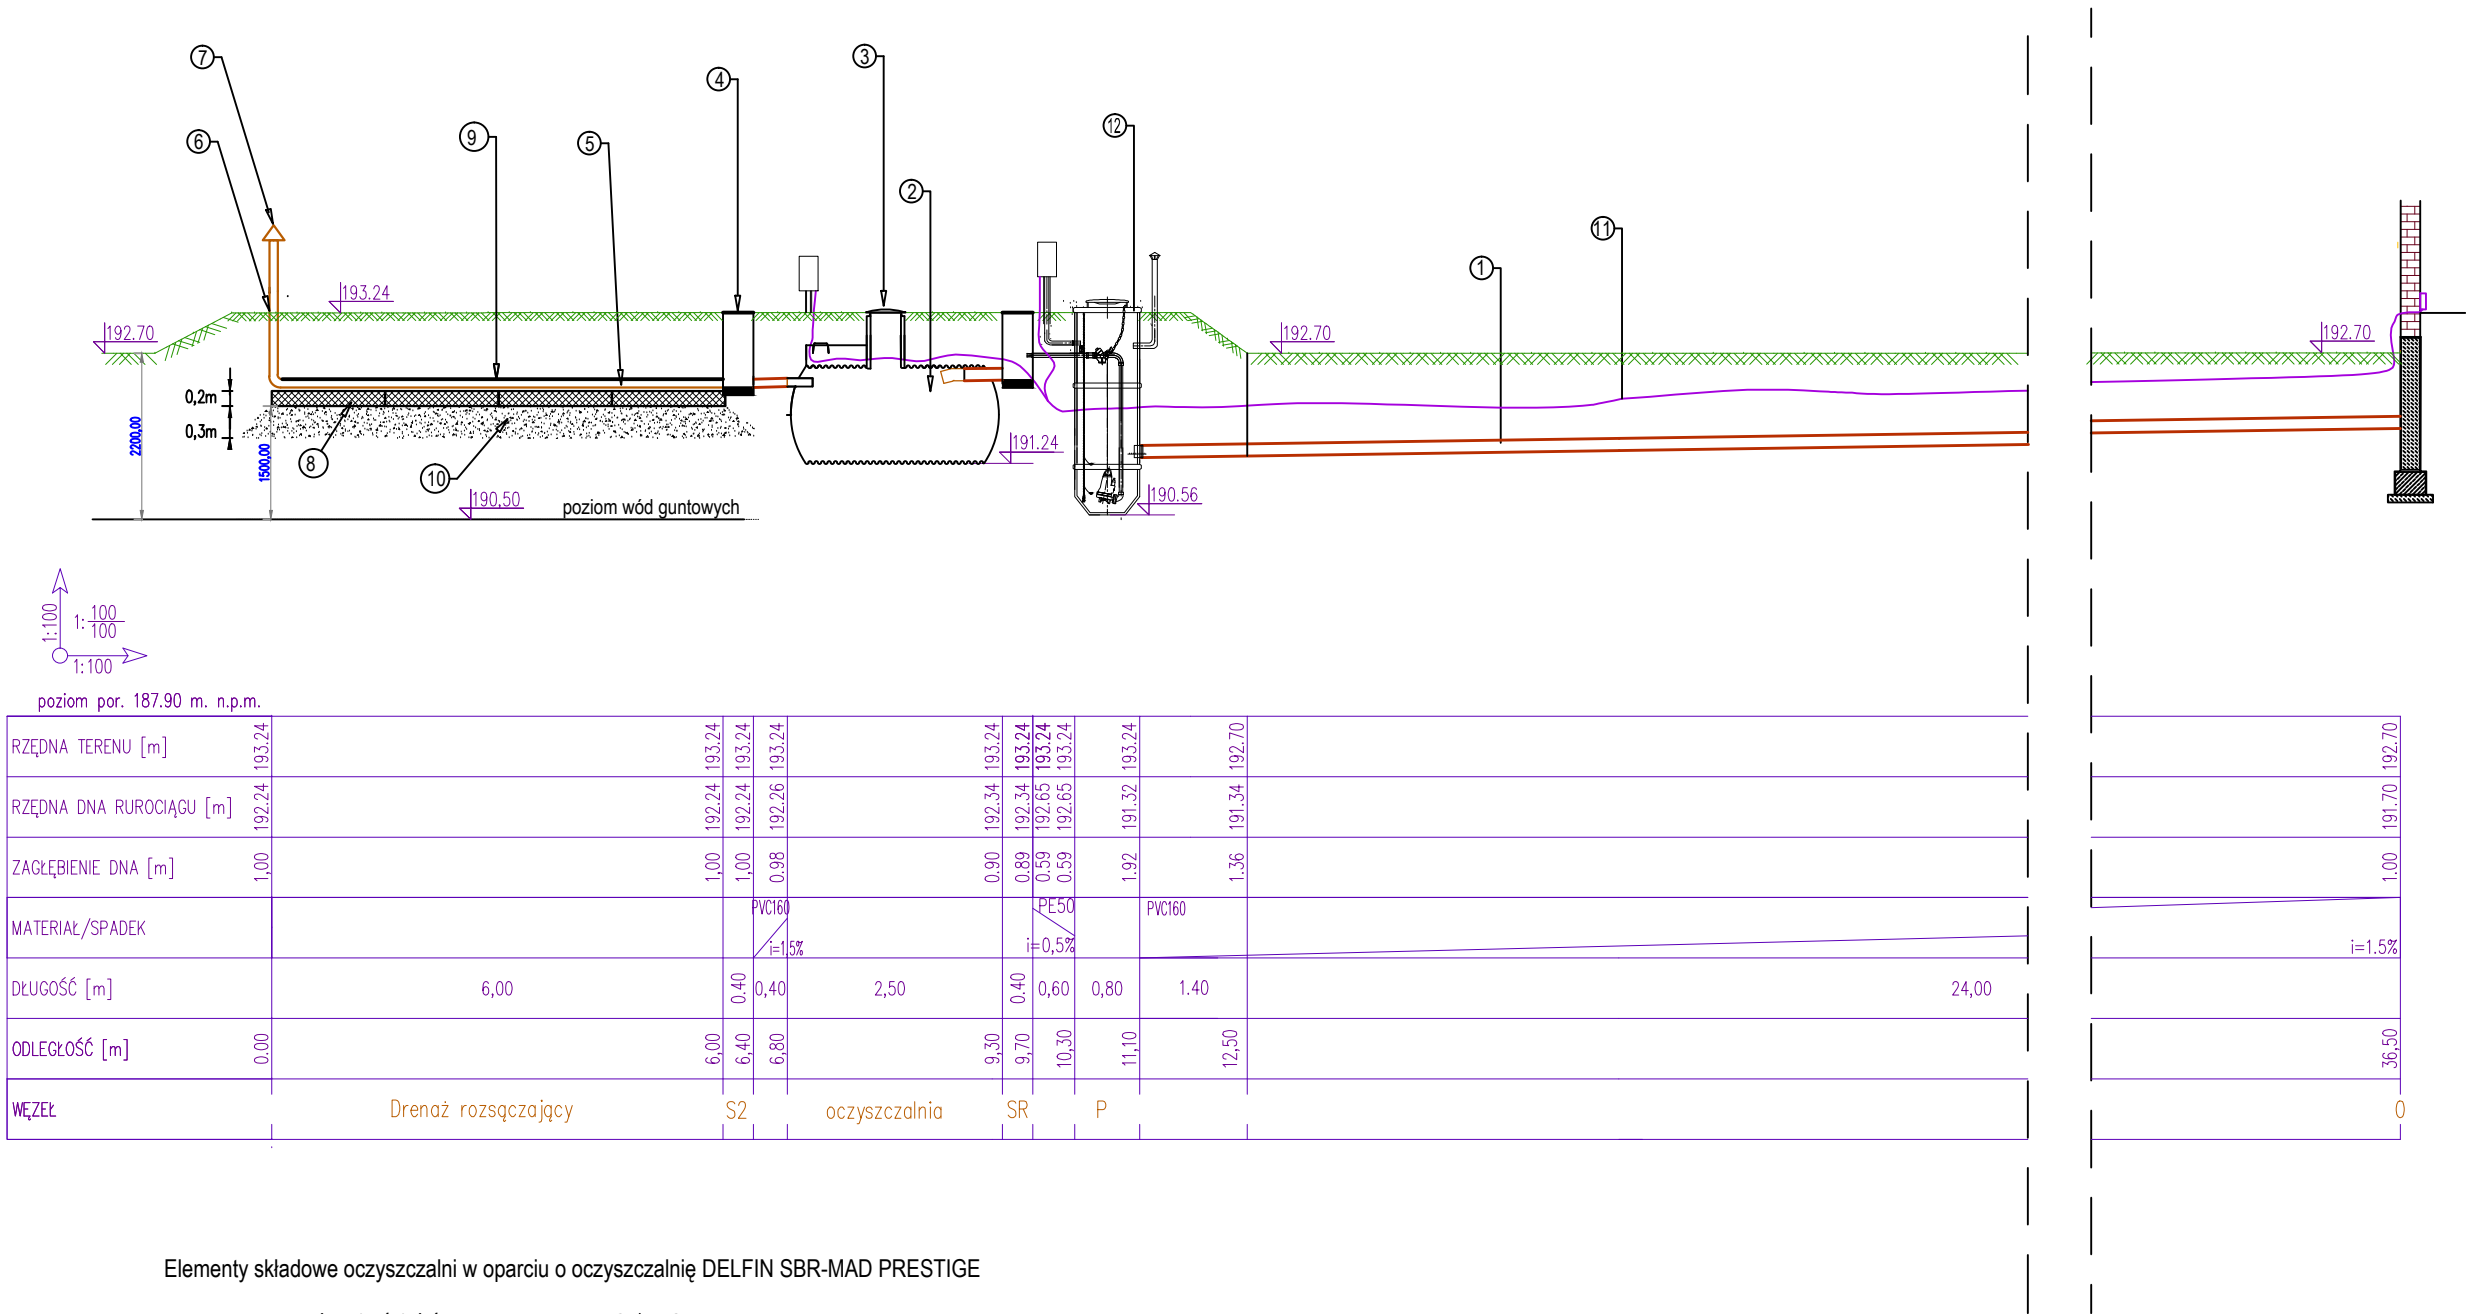 7
3
4
12
6
9
5
2
11
1
193.24
192.70
192.70
192.70
0,2m
0,3m
2200,00
1500,00
8
10
191.24
190,50
poziom wód guntowych
190.56
1:100
1: 100/100
1:100
poziom por. 187.90 m. n.p.m.
RZĘDNA TERENU [m] 193.24 193.24 193.24 193.24 193.24 193.24 193.24 193.24 193.24 192.70 192.70
RZĘDNA DNA RUROCIĄGU [m] 192.24 192.24 192.24 192.26 192.34 192.34 192.65 192.65 191.32 191.34 191.70
ZAGŁĘBIENIE DNA [m] 1,00 1,00 1,00 0.98 0.90 0.89 0.59 0.59 1.92 1.36 1.00
MATERIAŁ/SPADEK PVC160 i=1,5% PE50 i=0,5% PVC160 i=1.5%
DŁUGOŚĆ [m] 6,00 0.40 0,40 2,50 0.40 0,60 0,80 1.40 24,00
ODLEGŁOŚĆ [m] 0.00 6,00 6,40 6,80 9,30 9,70 10,30 11,10 12,50 36,50
WĘZEŁ Drenaż rozsączający S2 oczyszczalnia SR P O
Elementy składowe oczyszczalni w oparciu o oczyszczalnię DELFIN SBR-MAD PRESTIGE